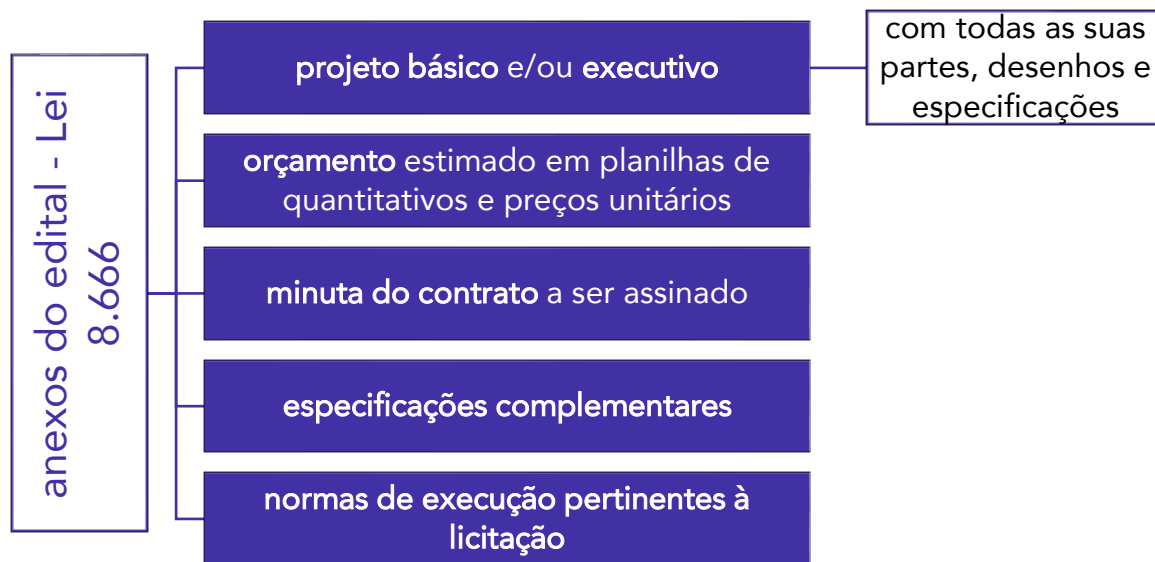 anexos do edital - Lei
8.666
projeto básico e/ou executivo
com todas as suas
partes, desenhos e
especificações
orçamento estimado em planilhas de
quantitativos e preços unitários
minuta do contrato a ser assinado
especificações complementares
normas de execução pertinentes à
licitação